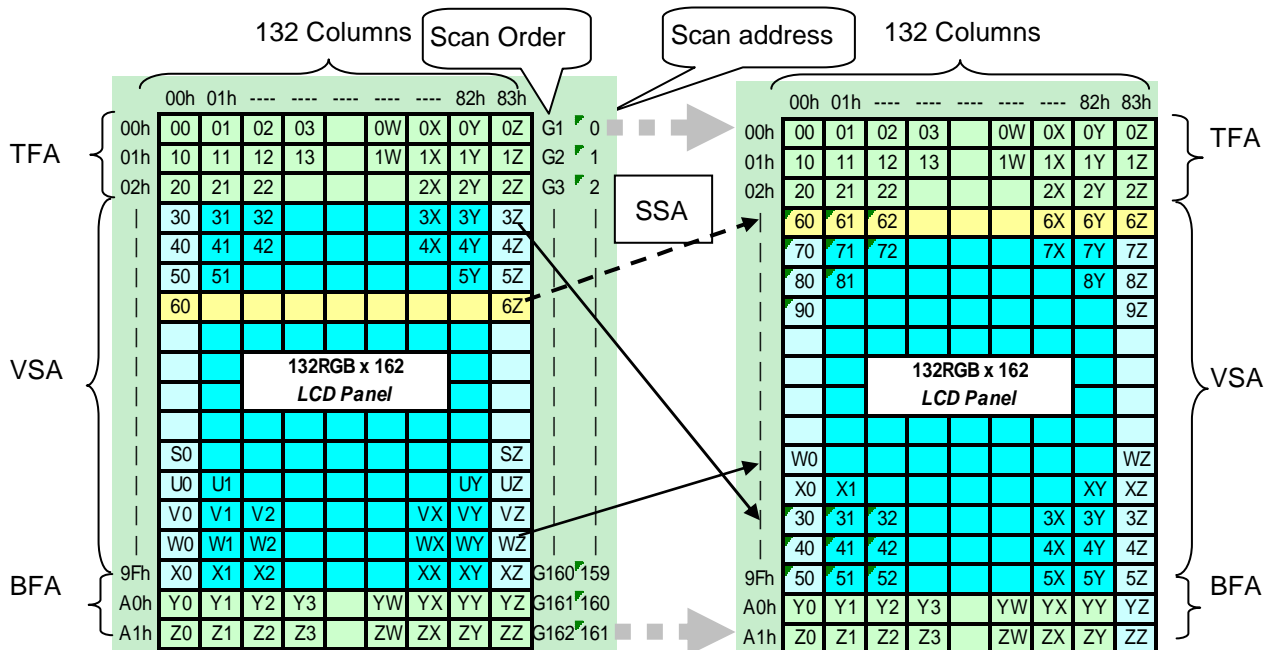 132 Columns Scan Order Scan address 132 Columns
00h 01h ---- ---- ---- ---- ---- 82h 83h 00h 01h ---- ---- ---- ---- ---- 82h 83h
00h 00 01 02 03 0W 0X 0Y 0Z G1 0 00h 00 01 02 03 0W 0X 0Y 0Z
TFA 01h 10 11 12 13 1W 1X 1Y 1Z G2 1 01h 10 11 12 13 1W 1X 1Y 1Z TFA
02h 20 21 22 2X 2Y 2Z G3 2 02h 20 21 22 2X 2Y 2Z
30 31 32 3X 3Y 3Z SSA 60 61 62 6X 6Y 6Z
40 41 42 4X 4Y 4Z 70 71 72 7X 7Y 7Z
50 51 5Y 5Z 80 81 8Y 8Z
60 6Z 90 9Z
VSA 132RGB x 162 132RGB x 162 VSA
LCD Panel LCD Panel
S0 SZ W0 WZ
U0 U1 UY UZ X0 X1 XY XZ
V0 V1 V2 VX VY VZ 30 31 32 3X 3Y 3Z
W0 W1 W2 WX WY WZ 40 41 42 4X 4Y 4Z
BFA 9Fh X0 X1 X2 XX XY XZ G160 159 9Fh 50 51 52 5X 5Y 5Z BFA
A0h Y0 Y1 Y2 Y3 YW YX YY YZ G161 160 A0h Y0 Y1 Y2 Y3 YW YX YY YZ
A1h Z0 Z1 Z2 Z3 ZW ZX ZY ZZ G162 161 A1h Z0 Z1 Z2 Z3 ZW ZX ZY ZZ